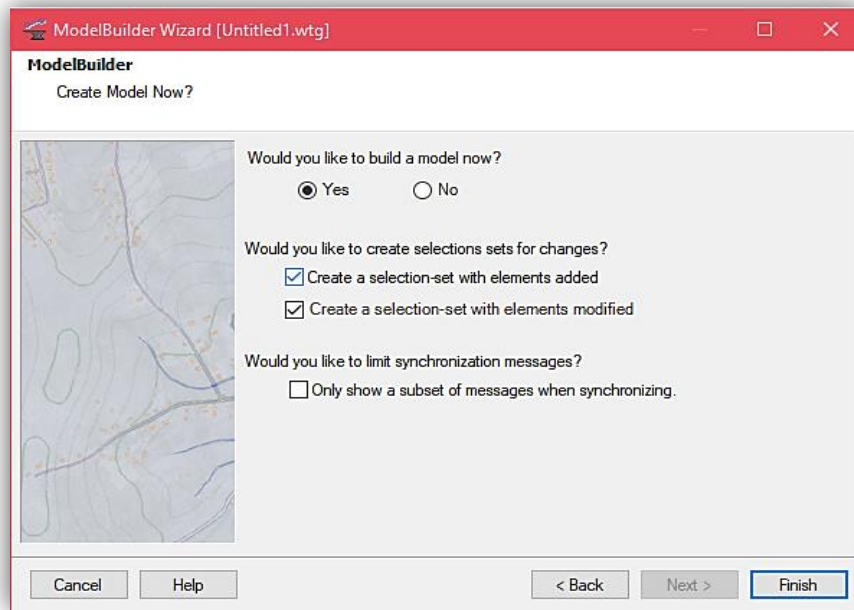 ModelBuilder Wizard [Untitled1.wtg]
ModelBuilder
Create Model Now?
Would you like to build a model now?
Yes No
Would you like to create selections sets for changes?
Create a selection-set with elements added
Create a selection-set with elements modified
Would you like to limit synchronization messages?
Only show a subset of messages when synchronizing.
Cancel Help < Back Next > Finish